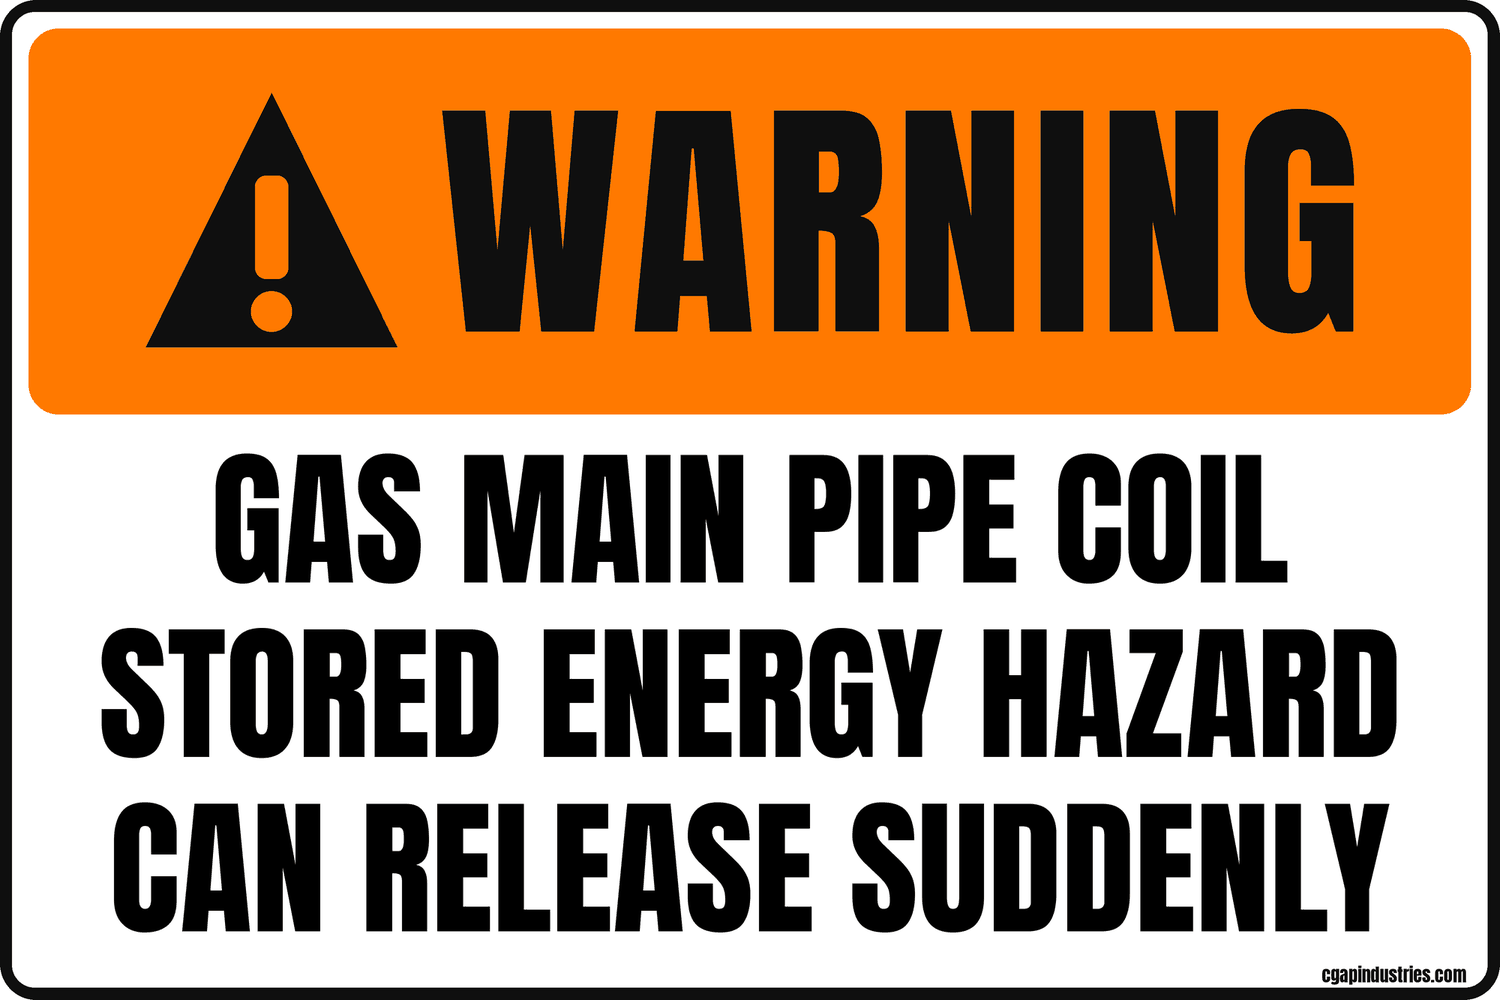 WARNING
GAS MAIN PIPE COIL
STORED ENERGY HAZARD
CAN RELEASE SUDDENLY
cgapindustries.com